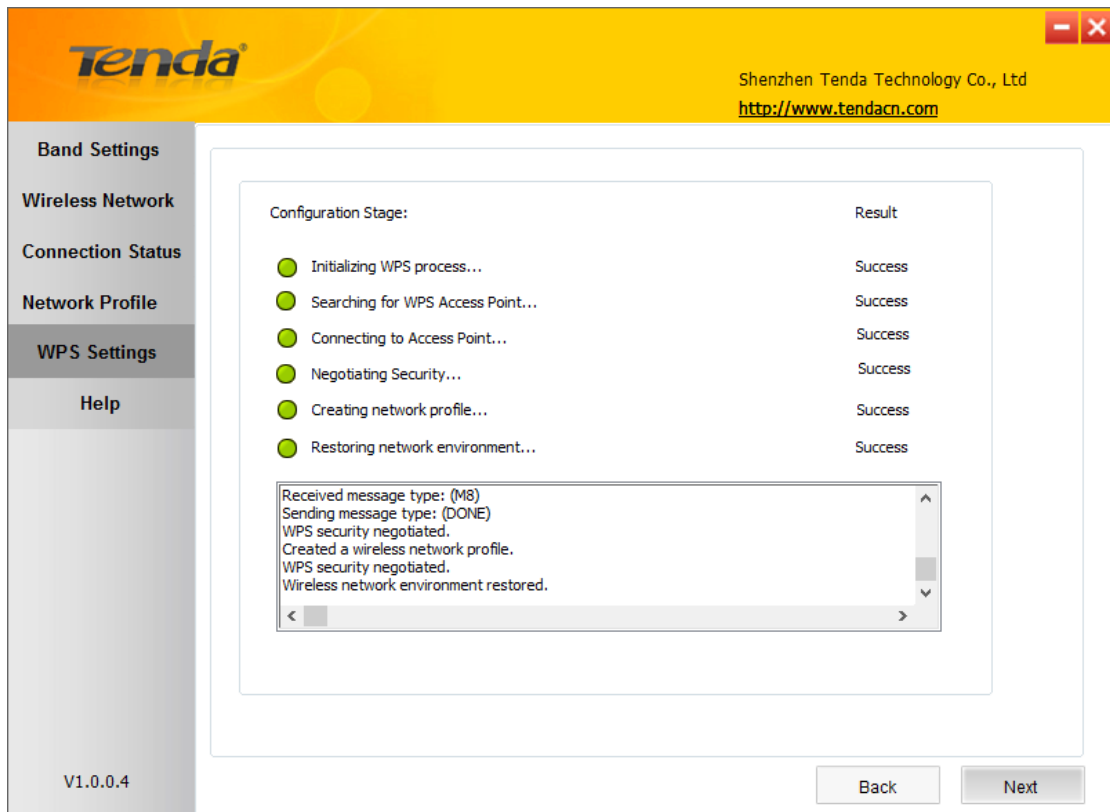 Tenda®
Shenzhen Tenda Technology Co., Ltd
http://www.tendacn.com
Band Settings
Wireless Network
Connection Status
Network Profile
WPS Settings
Help
V1.0.0.4
Configuration Stage: Result
Initializing WPS process... Success
Searching for WPS Access Point... Success
Connecting to Access Point... Success
Negotiating Security... Success
Creating network profile... Success
Restoring network environment... Success
Received message type: (M8)
Sending message type: (DONE)
WPS security negotiated.
Created a wireless network profile.
WPS security negotiated.
Wireless network environment restored.
Back Next